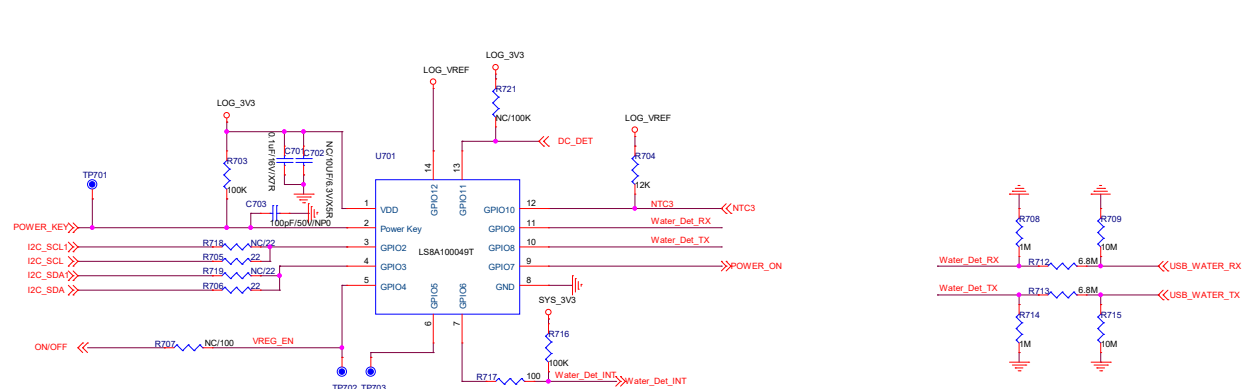 LOG_3V3
LOG_VREF
R721
LOG_3V3
NC/100K
LOG_VREF
DC_DET
0.1uF/16V/X7R
C701
C702
NC/10UF/6.3V/X5R
U701
14
13
R703
R704
TP701
100K
12K
GPIO12
GPIO11
C703
100pF/50V/NP0
1
VDD
GPIO10
12
NTC3
NTC3
POWER_KEY
2
Power Key
GPIO9
11
Water_Det_RX
R708
R709
I2C_SCL1
R718
NC/22
3
GPIO2
LS8A100049T
GPIO8
10
Water_Det_TX
1M
10M
I2C_SCL
R705
22
I2C_SDA1
R719
NC/22
4
GPIO3
GPIO7
9
POWER_ON
Water_Det_RX
R712
6.8M
USB_WATER_RX
I2C_SDA
R706
22
5
GPIO4
GND
8
GPIO5
GPIO6
SYS_3V3
Water_Det_TX
R713
6.8M
USB_WATER_TX
6
7
R714
R715
R716
1M
10M
ON/OFF
R707
NC/100
VREG_EN
100K
R717
100
Water_Det_INT
Water_Det_INT
TP702
TP703